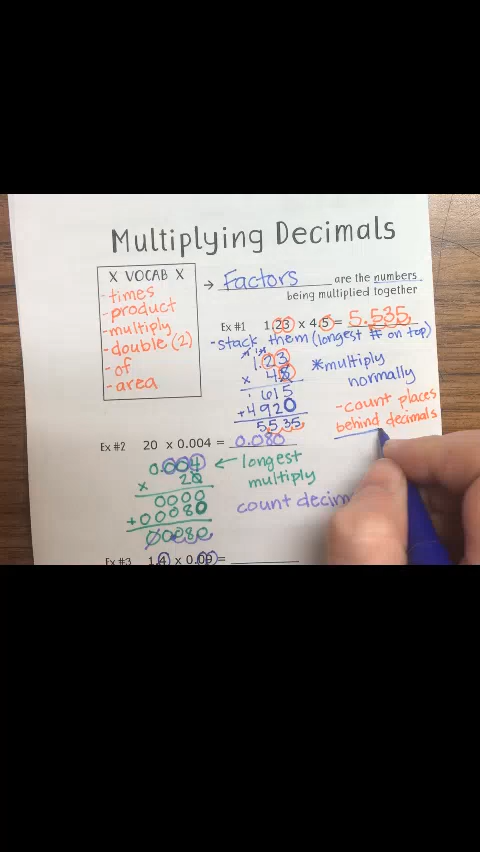 Multiplying Decimals
X VOCAB X
-times
-product
-multiply
-double (2)
-of
-area
→ Factors are the numbers
being multiplied together
Ex #1 1.23 x 4.5 = 5.535
-stack them (longest # on top)
1.23
x 4.5
615
+4920
5.535
*multiply
normally
-count places
behind decimals
Ex #2 20 x 0.004 = 0.080
0.004
x 20
0000
+00080
00080
← longest
multiply
count decim
Ex #3 1.4 x 0.09 =